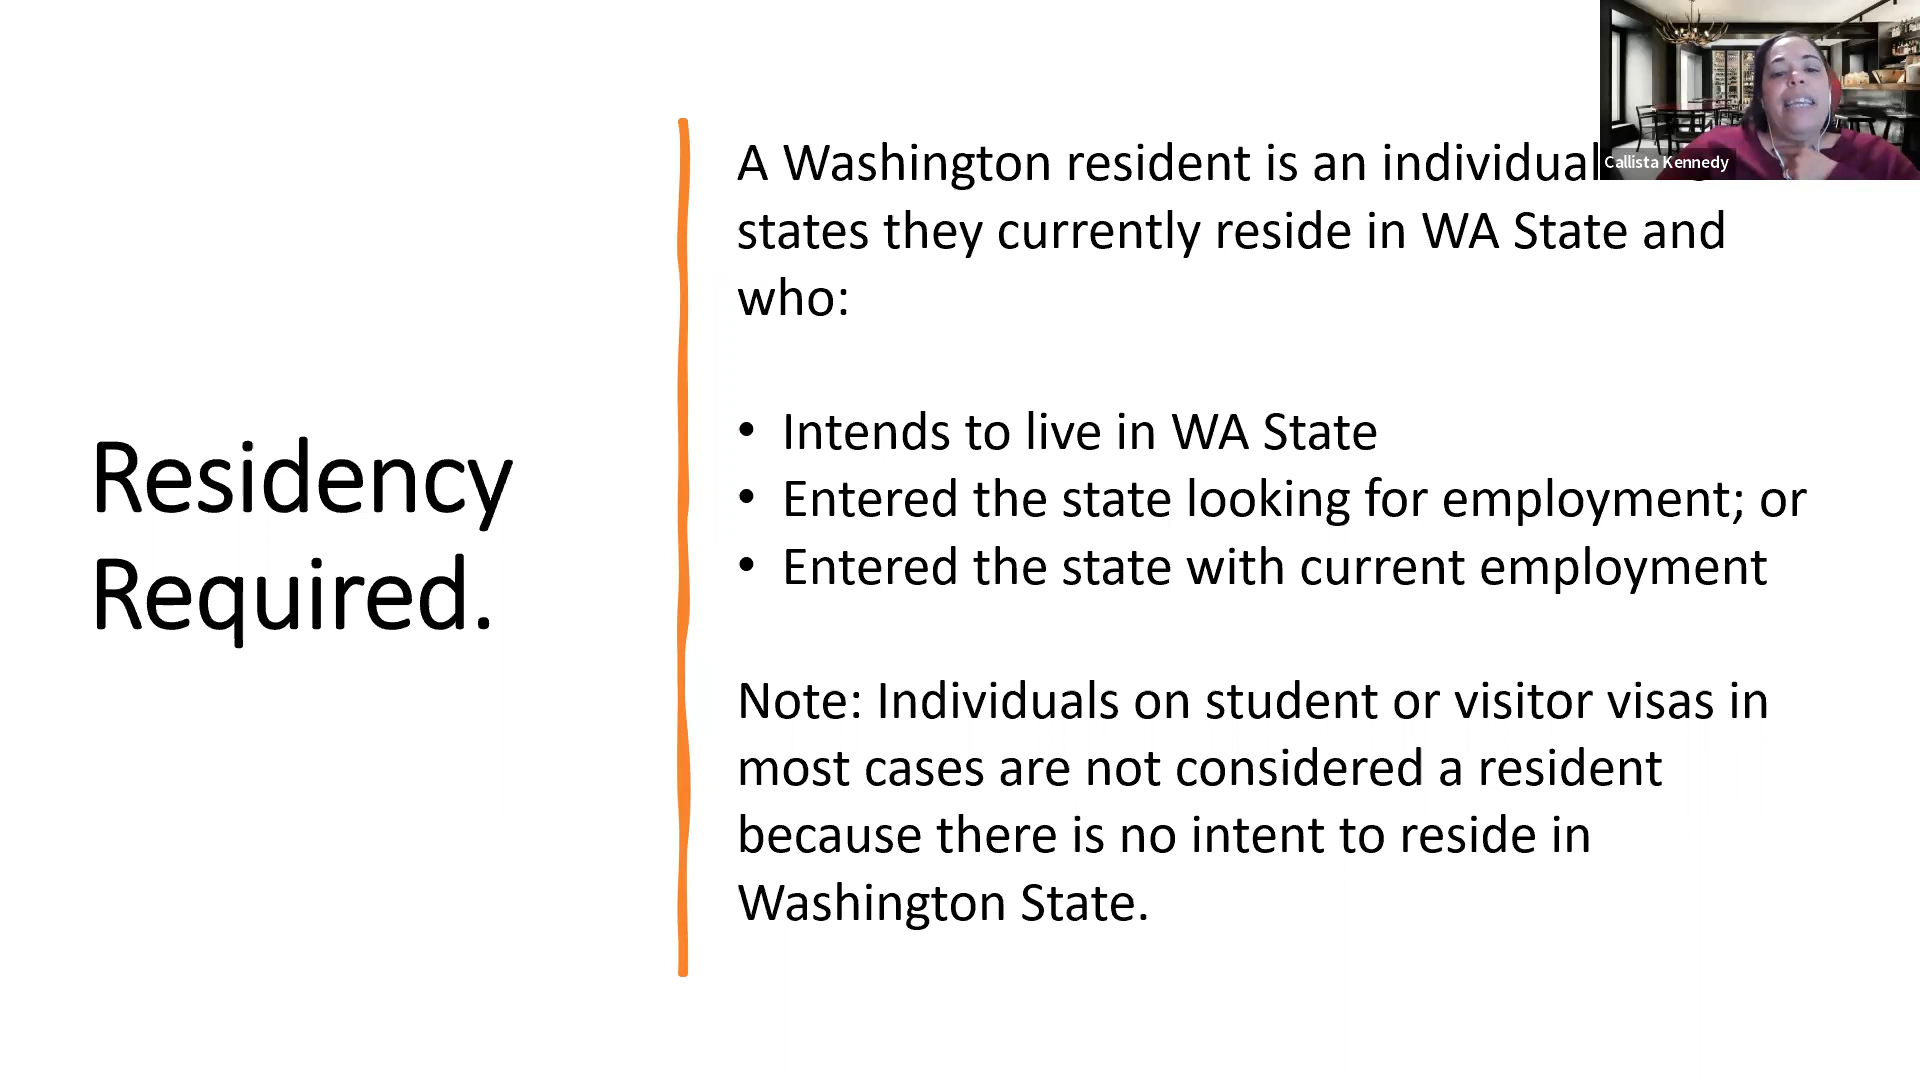 Residency
Required.
A Washington resident is an individual
states they currently reside in WA State and
who:
• Intends to live in WA State
• Entered the state looking for employment; or
• Entered the state with current employment
Note: Individuals on student or visitor visas in
most cases are not considered a resident
because there is no intent to reside in
Washington State.
Callista Kennedy